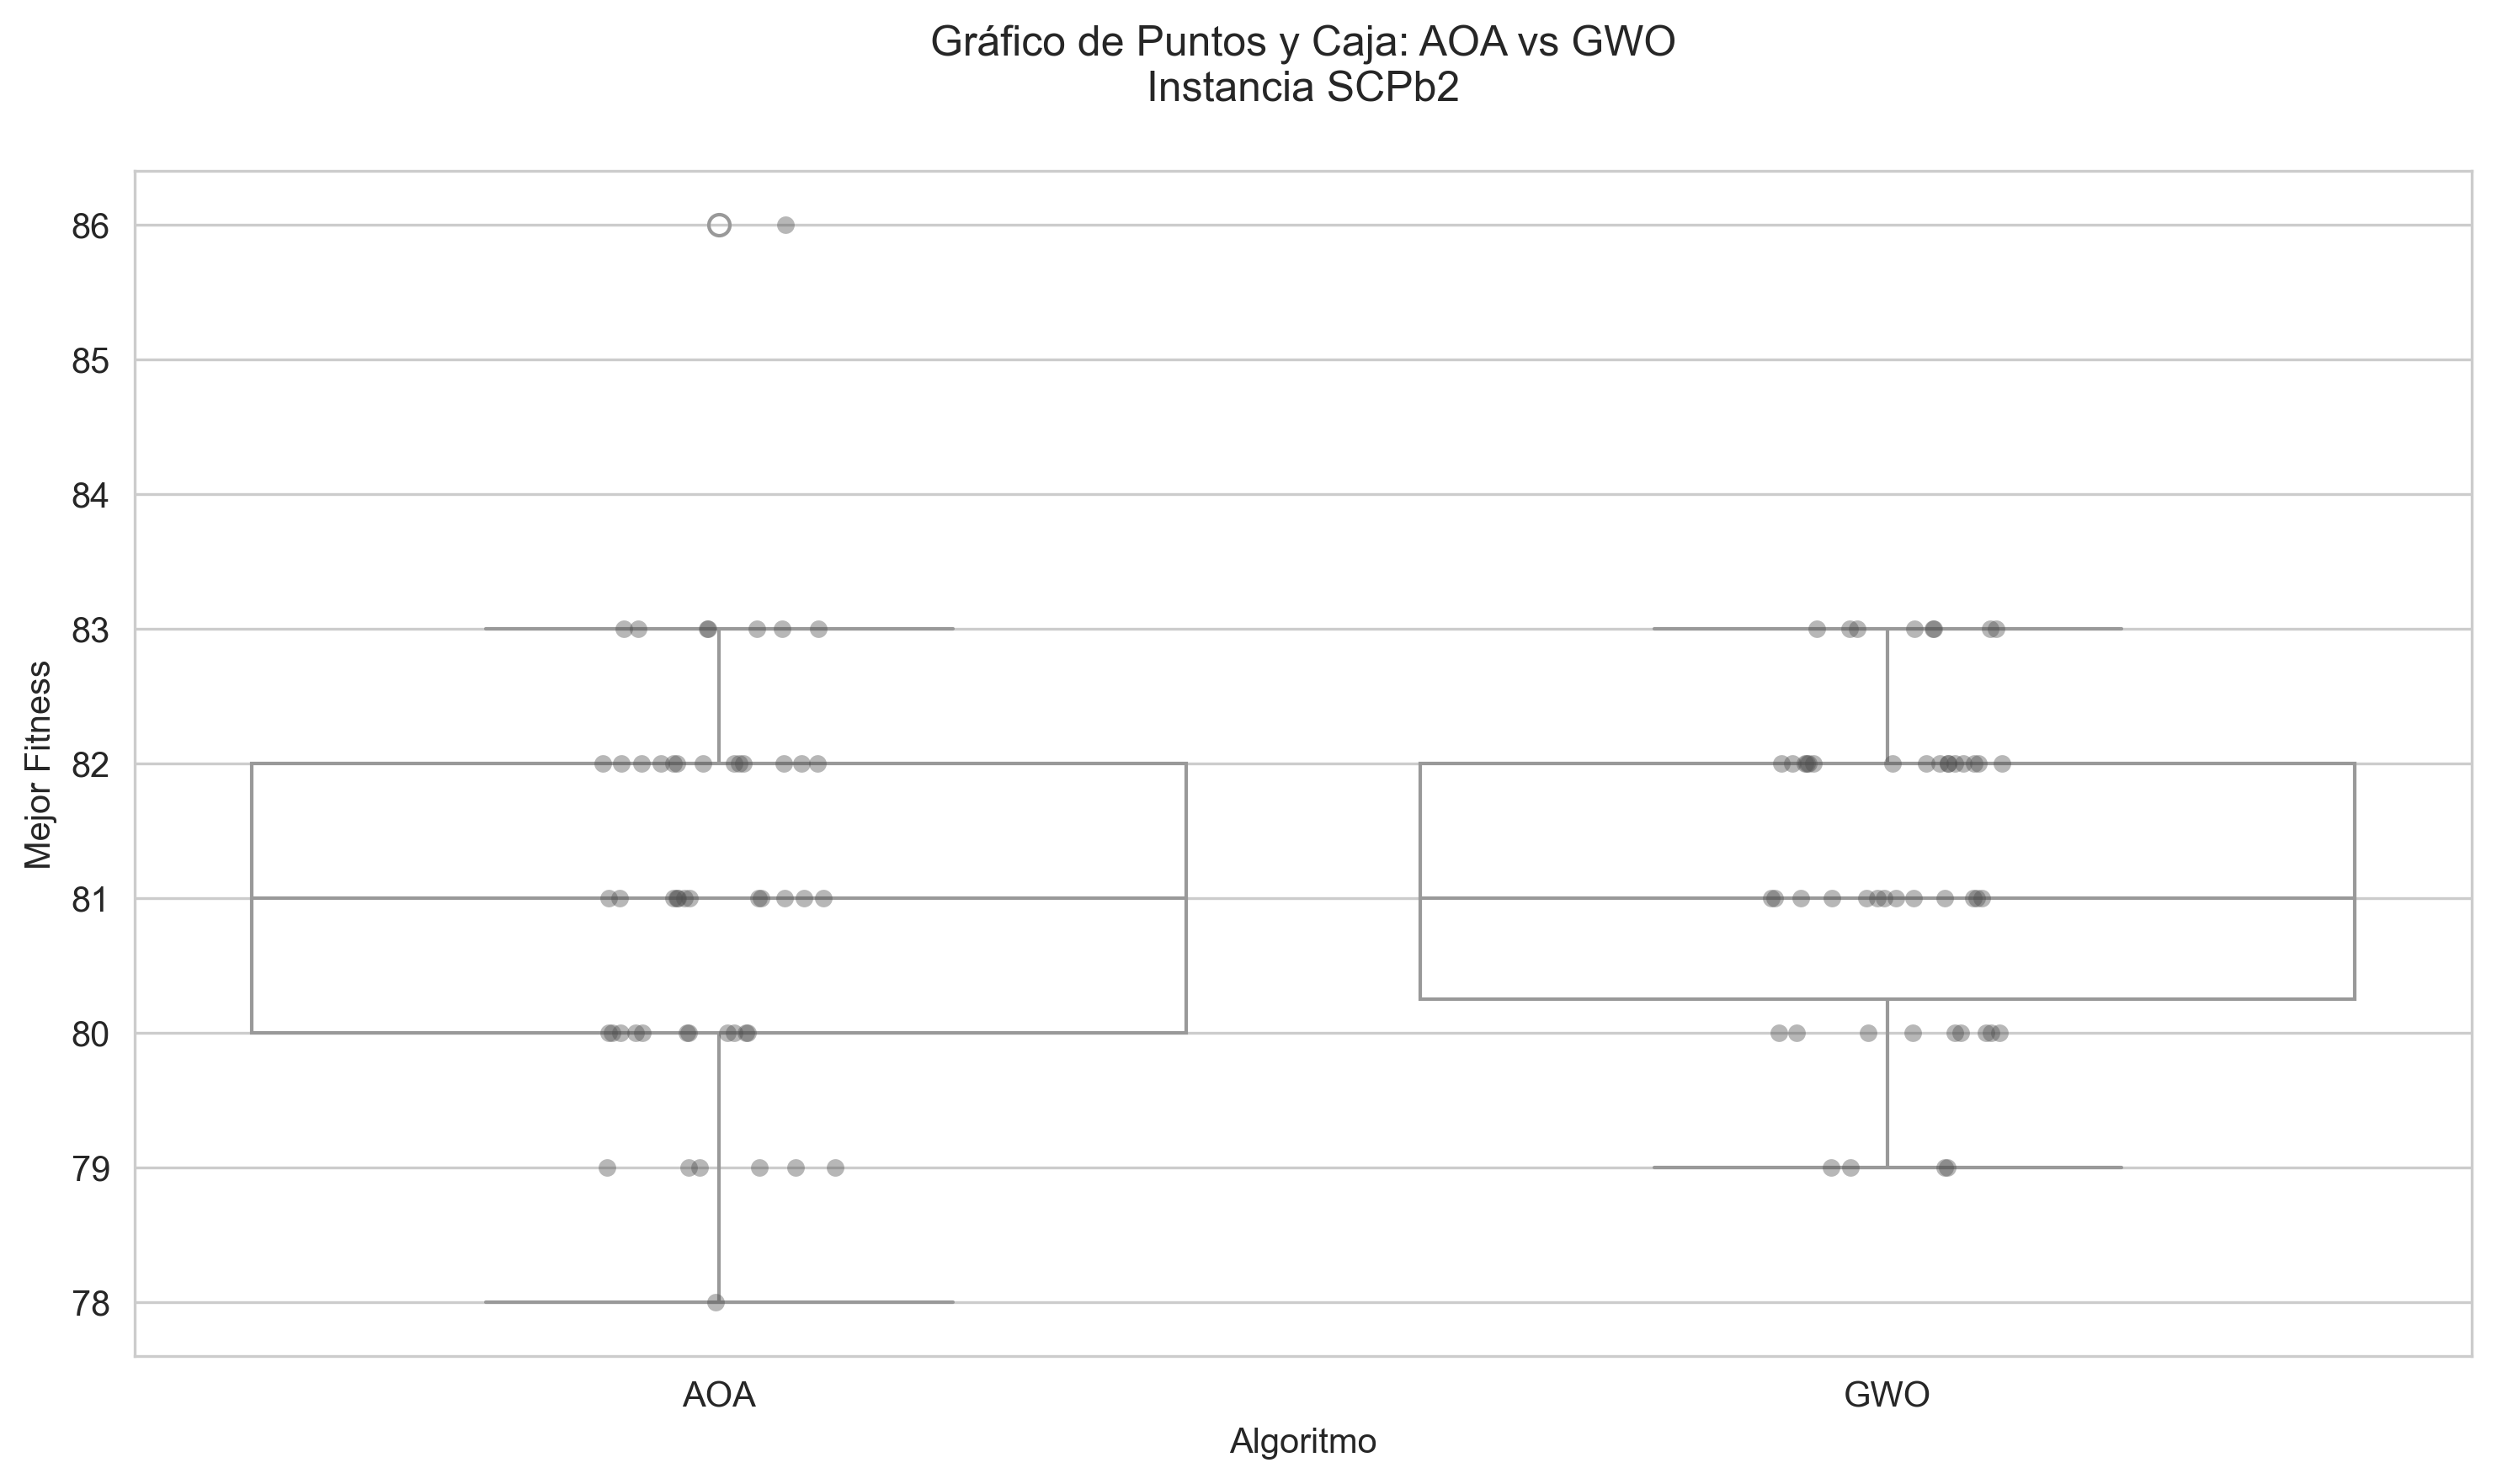 Gráfico de Puntos y Caja: AOA vs GWO
Instancia SCPb2
86
85
84
83
82
81
80
79
78
Mejor Fitness
AOA
GWO
Algoritmo